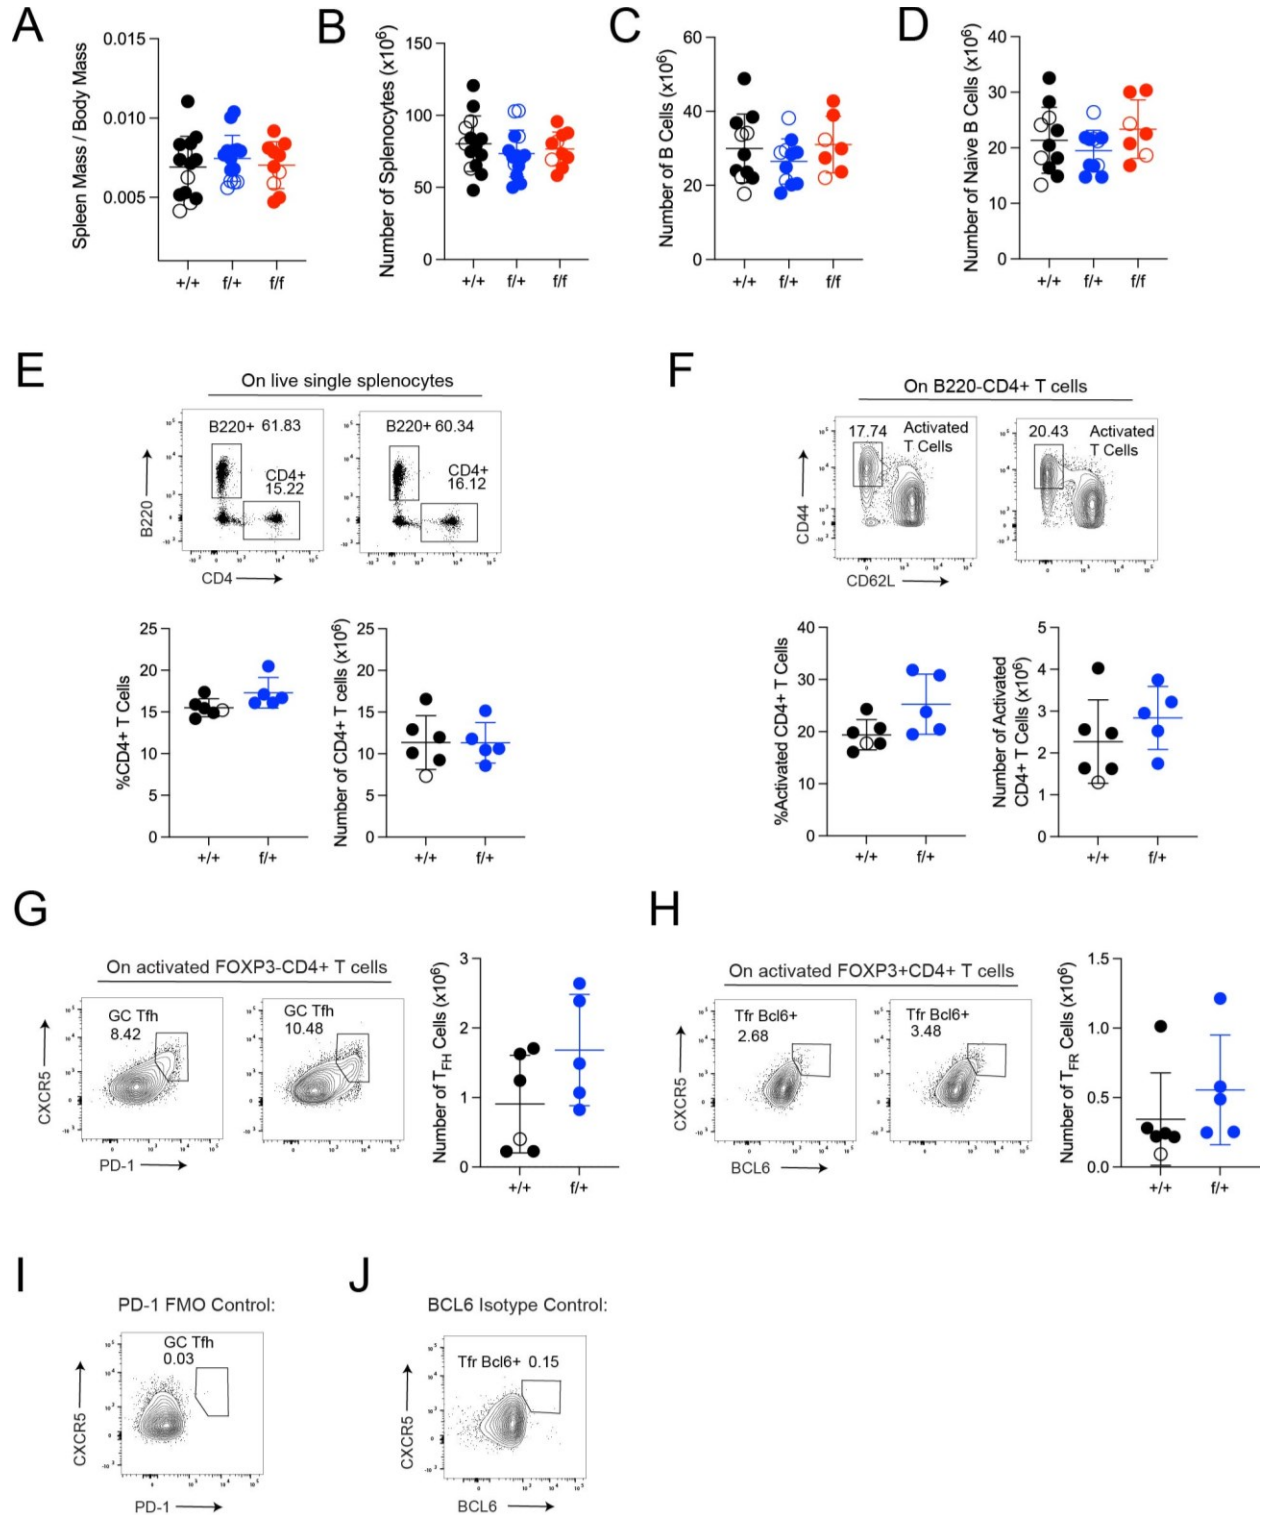 A
Spleen Mass / Body Mass
0.015
0.010
0.005
+/+ f/+ f/f
B
Number of Splenocytes (x10⁶)
150
100
50
0
+/+ f/+ f/f
C
Number of B Cells (x10⁶)
60
40
20
0
+/+ f/+ f/f
D
Number of Naive B Cells (x10⁶)
40
30
20
10
0
+/+ f/+ f/f
E
On live single splenocytes
B220+ 61.83
CD4+
15.22
B220+ 60.34
CD4+
16.12
B220
CD4
%CD4+ T Cells
25
20
15
10
5
0
+/+ f/+
Number of CD4+ T cells (x10⁶)
25
20
15
10
5
0
+/+ f/+
F
On B220-CD4+ T cells
17.74 Activated
T Cells
20.43 Activated
T Cells
CD44
CD62L
%Activated CD4+ T Cells
40
30
20
10
0
+/+ f/+
Number of Activated
CD4+ T Cells (x10⁶)
5
4
3
2
1
0
+/+ f/+
G
On activated FOXP3-CD4+ T cells
GC Tfh
8.42
GC Tfh
10.48
CXCR5
PD-1
Number of TFH Cells (x10⁶)
3
2
1
0
+/+ f/+
H
On activated FOXP3+CD4+ T cells
Tfr Bcl6+
2.68
Tfr Bcl6+
3.48
CXCR5
BCL6
Number of TFR Cells (x10⁶)
1.5
1.0
0.5
0.0
+/+ f/+
I
PD-1 FMO Control:
GC Tfh
0.03
CXCR5
PD-1
J
BCL6 Isotype Control:
Tfr Bcl6+ 0.15
CXCR5
BCL6